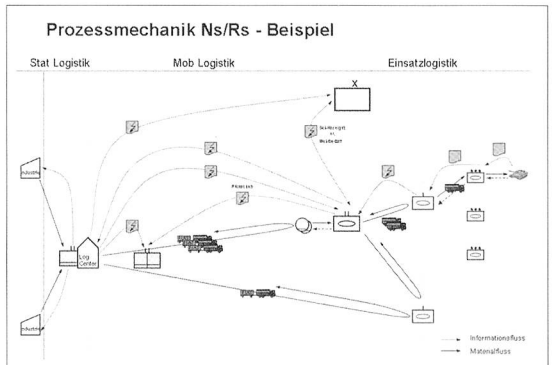 Prozessmechanik Ns/Rs - Beispiel
Stat Logistik
Mob Logistik
Einsatzlogistik
X
Industrie
Log
Center
Industrie
Informationsfluss
Materialfluss